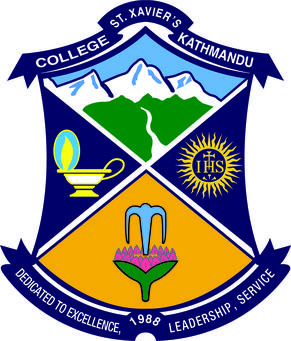 ST. XAVIER'S
COLLEGE KATHMANDU
IHS
DEDICATED TO EXCELLENCE, 1988 LEADERSHIP, SERVICE